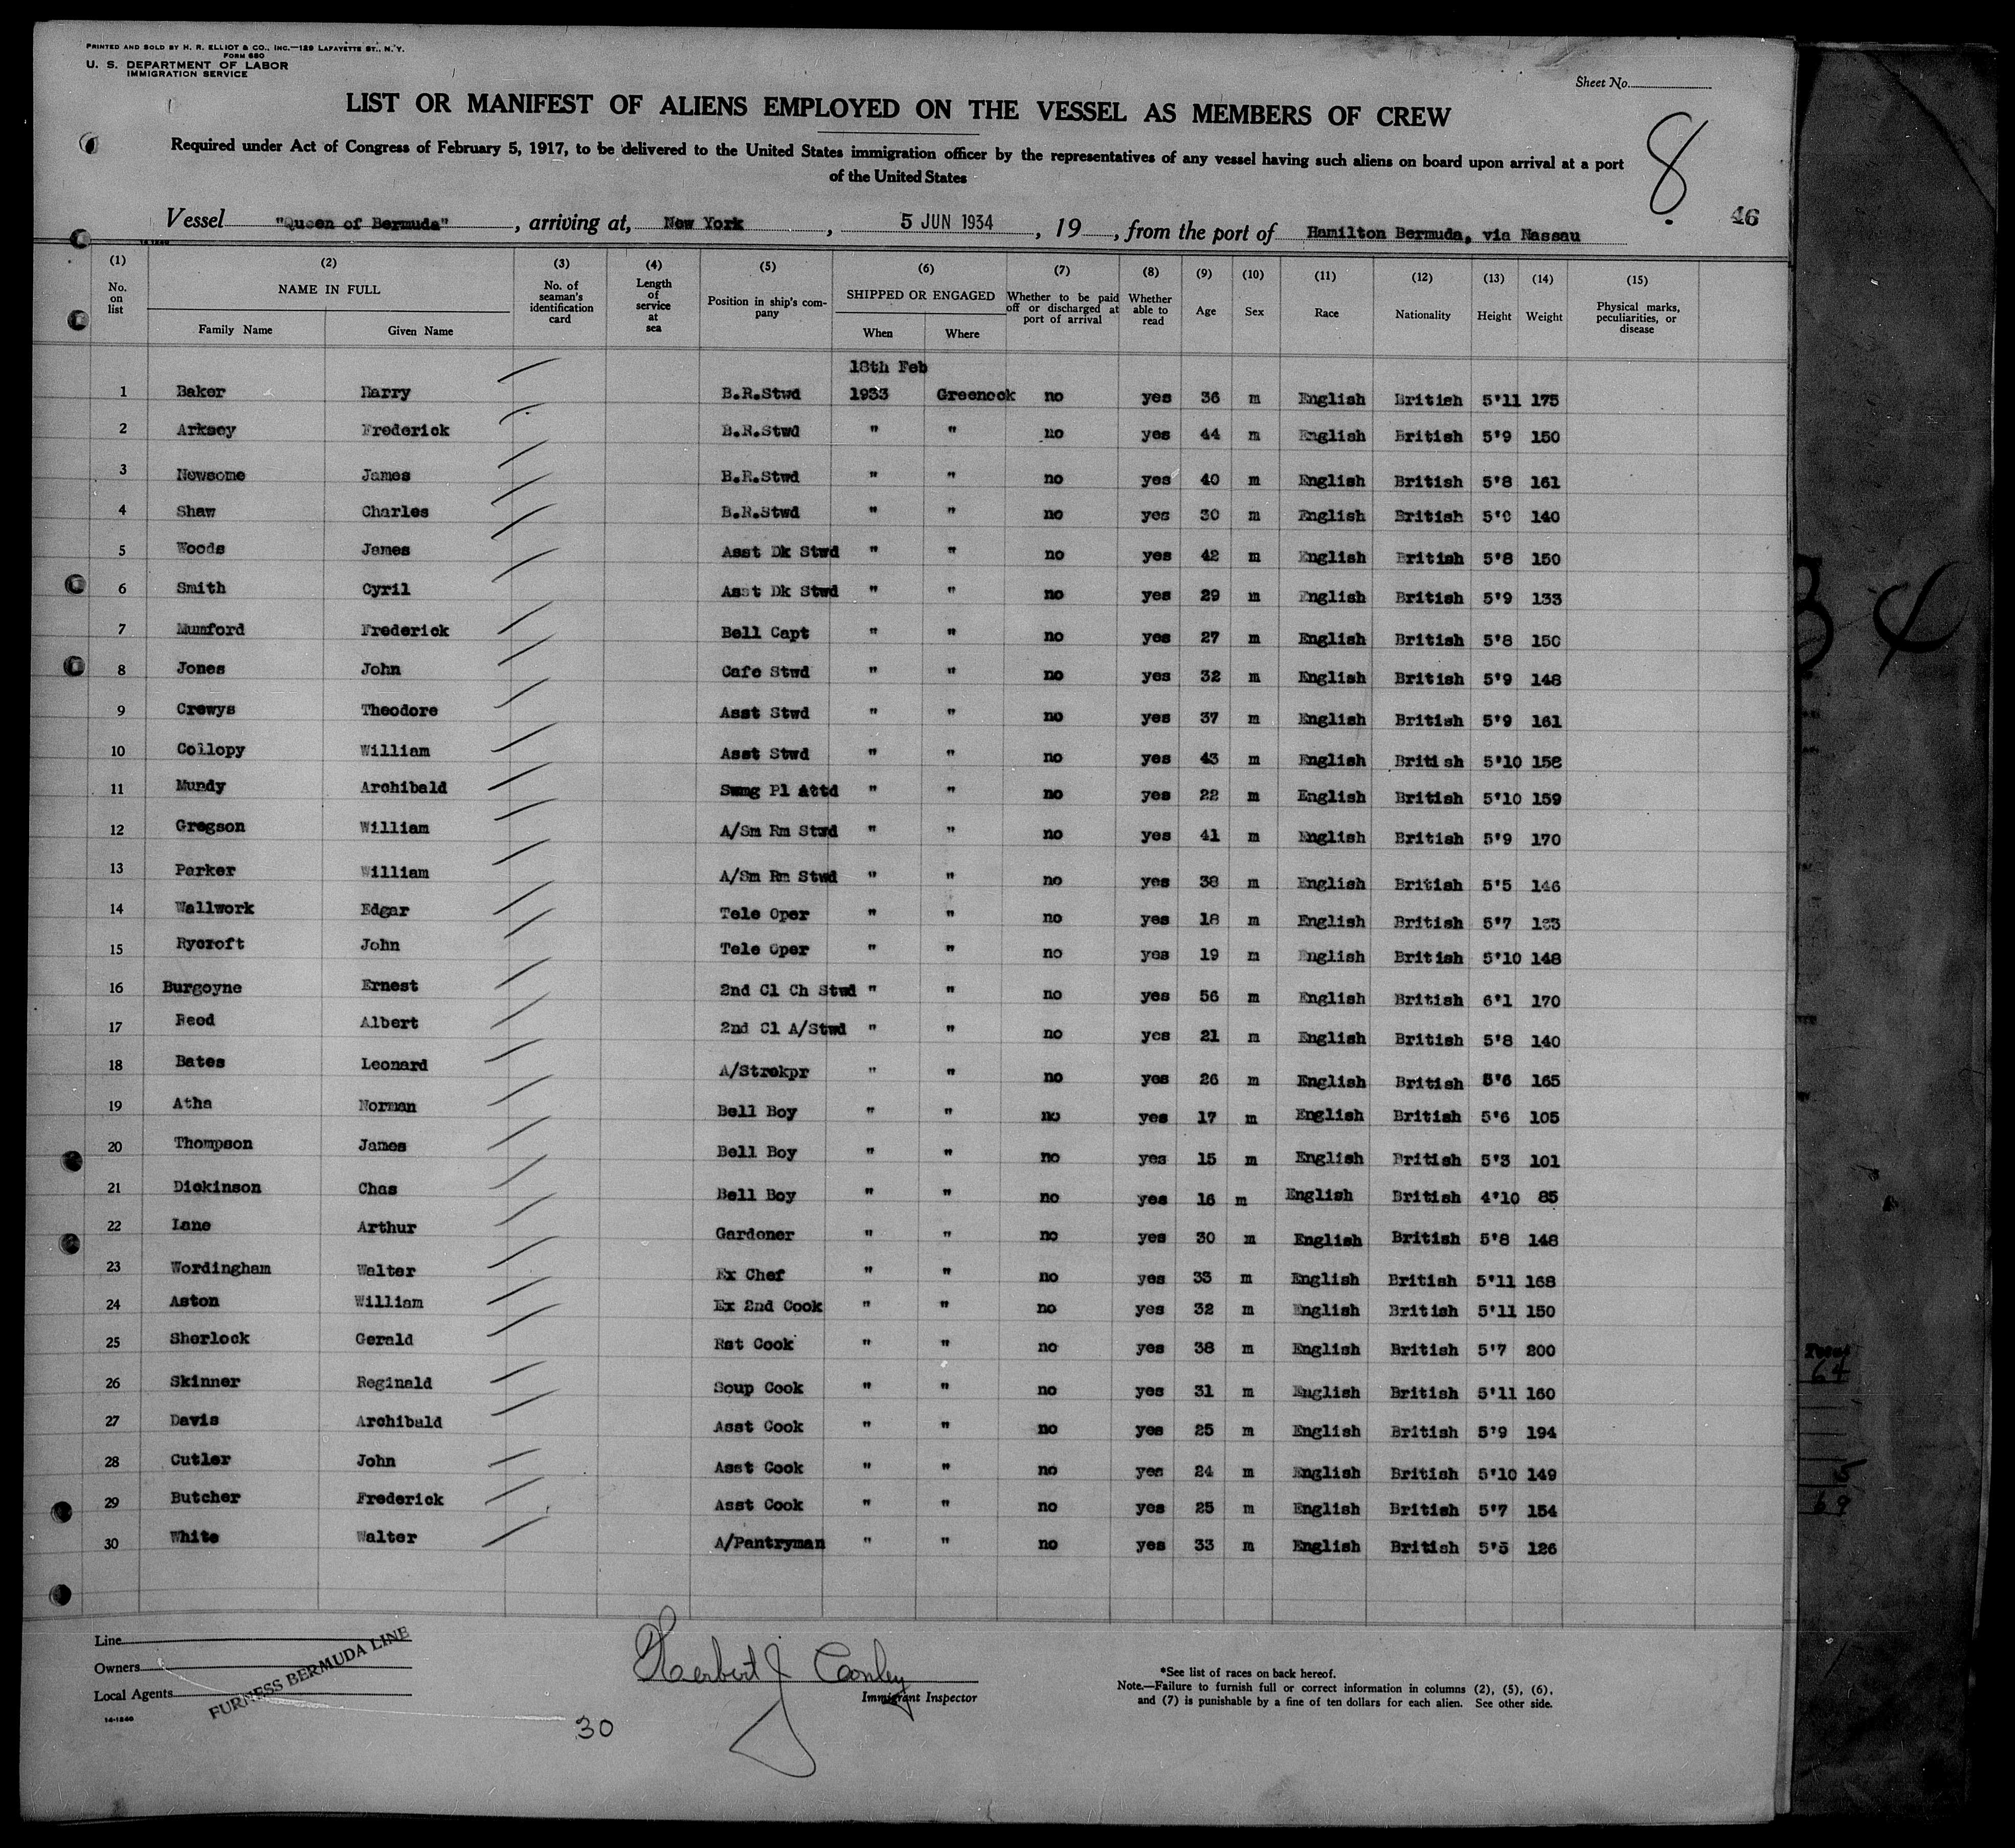 PRINTED AND SOLD BY H. R. ELLIOT & CO., INC.—129 LAFAYETTE ST., N. Y.
FORM 680
U. S. DEPARTMENT OF LABOR
IMMIGRATION SERVICE
Sheet No.
LIST OR MANIFEST OF ALIENS EMPLOYED ON THE VESSEL AS MEMBERS OF CREW
8
Required under Act of Congress of February 5, 1917, to be delivered to the United States immigration officer by the representatives of any vessel having such aliens on board upon arrival at a port
of the United States
46
Vessel "Queen of Bermuda", arriving at, New York, 5 JUN 1934, 19, from the port of Hamilton Bermuda, via Nassau
(1) (2) (3) (4) (5) (6) (7) (8) (9) (10) (11) (12) (13) (14) (15)
No. on list NAME IN FULL Family Name Given Name No. of seaman's identification card Length of service at sea Position in ship's company SHIPPED OR ENGAGED When Where Whether to be paid off or discharged at port of arrival Whether able to read Age Sex Race Nationality Height Weight Physical marks, peculiarities, or disease
18th Feb
1 Baker Harry B.R.Stwd 1933 Greenock no yes 36 m English British 5'11 175
2 Arksey Frederick B.R.Stwd " " no yes 44 m English British 5'9 150
3 Newsome James B.R.Stwd " " no yes 40 m English British 5'8 161
4 Shaw Charles B.R.Stwd " " no yes 30 m English British 140
5 Woods James Asst Dk Stwd " " no yes 42 m English British 5'8 150
6 Smith Cyril Asst Dk Stwd " " no yes 29 m English British 5'9 133
7 Mumford Frederick Bell Capt " " no yes 27 m English British 5'8 150
8 Jones John Cafe Stwd " " no yes 32 m English British 5'9 148
9 Crewys Theodore Asst Stwd " " no yes 37 m English British 5'9 161
10 Collopy William Asst Stwd " " no yes 43 m English British 5'10 158
11 Mundy Archibald Swmg Pl Attd " " no yes 22 m English British 5'10 159
12 Gregson William A/Sm Rm Stwd " " no yes 41 m English British 5'9 170
13 Parker William A/Sm Rm Stwd " " no yes 38 m English British 5'5 146
14 Wallwork Edgar Tele Oper " " no yes 18 m English British 5'7
15 Rycroft John Tele Oper " " no yes 19 m English British 5'10 148
16 Burgoyne Ernest 2nd Cl Ch Stwd " " no yes 56 m English British 6'1 170
17 Reed Albert 2nd Cl A/Stwd " " no yes 21 m English British 5'8 140
18 Bates Leonard A/Strekpr " " no yes 26 m English British 5'6 165
19 Atha Norman Bell Boy " " no yes 17 m English British 5'6 105
20 Thompson James Bell Boy " " no yes 15 m English British 5'3 101
21 Dickinson Chas Bell Boy " " no yes 16 m English British 4'10 85
22 Lane Arthur Gardener " " no yes 30 m English British 5'8 148
23 Wordingham Walter Ex Chef " " no yes 33 m English British 5'11 168
24 Aston William Ex 2nd Cook " " no yes 32 m English British 5'11 150
25 Sherlock Gerald Rst Cook " " no yes 38 m English British 5'7 200
26 Skinner Reginald Soup Cook " " no yes 31 m English British 5'11 160
27 Davis Archibald Asst Cook " " no yes 25 m English British 5'9 194
28 Cutler John Asst Cook " " no yes 24 m English British 5'10 149
29 Butcher Frederick Asst Cook " " no yes 25 m English British 5'7 154
30 White Walter A/Pantryman " " no yes 33 m English British 5'5 126
Line
Owners
Local Agents
FURNESS BERMUDA LINE
14-1240
30
Herbert J Conley
Immigrant Inspector
*See list of races on back hereof.
Note.—Failure to furnish full or correct information in columns (2), (5), (6),
and (7) is punishable by a fine of ten dollars for each alien. See other side.
64
5
69